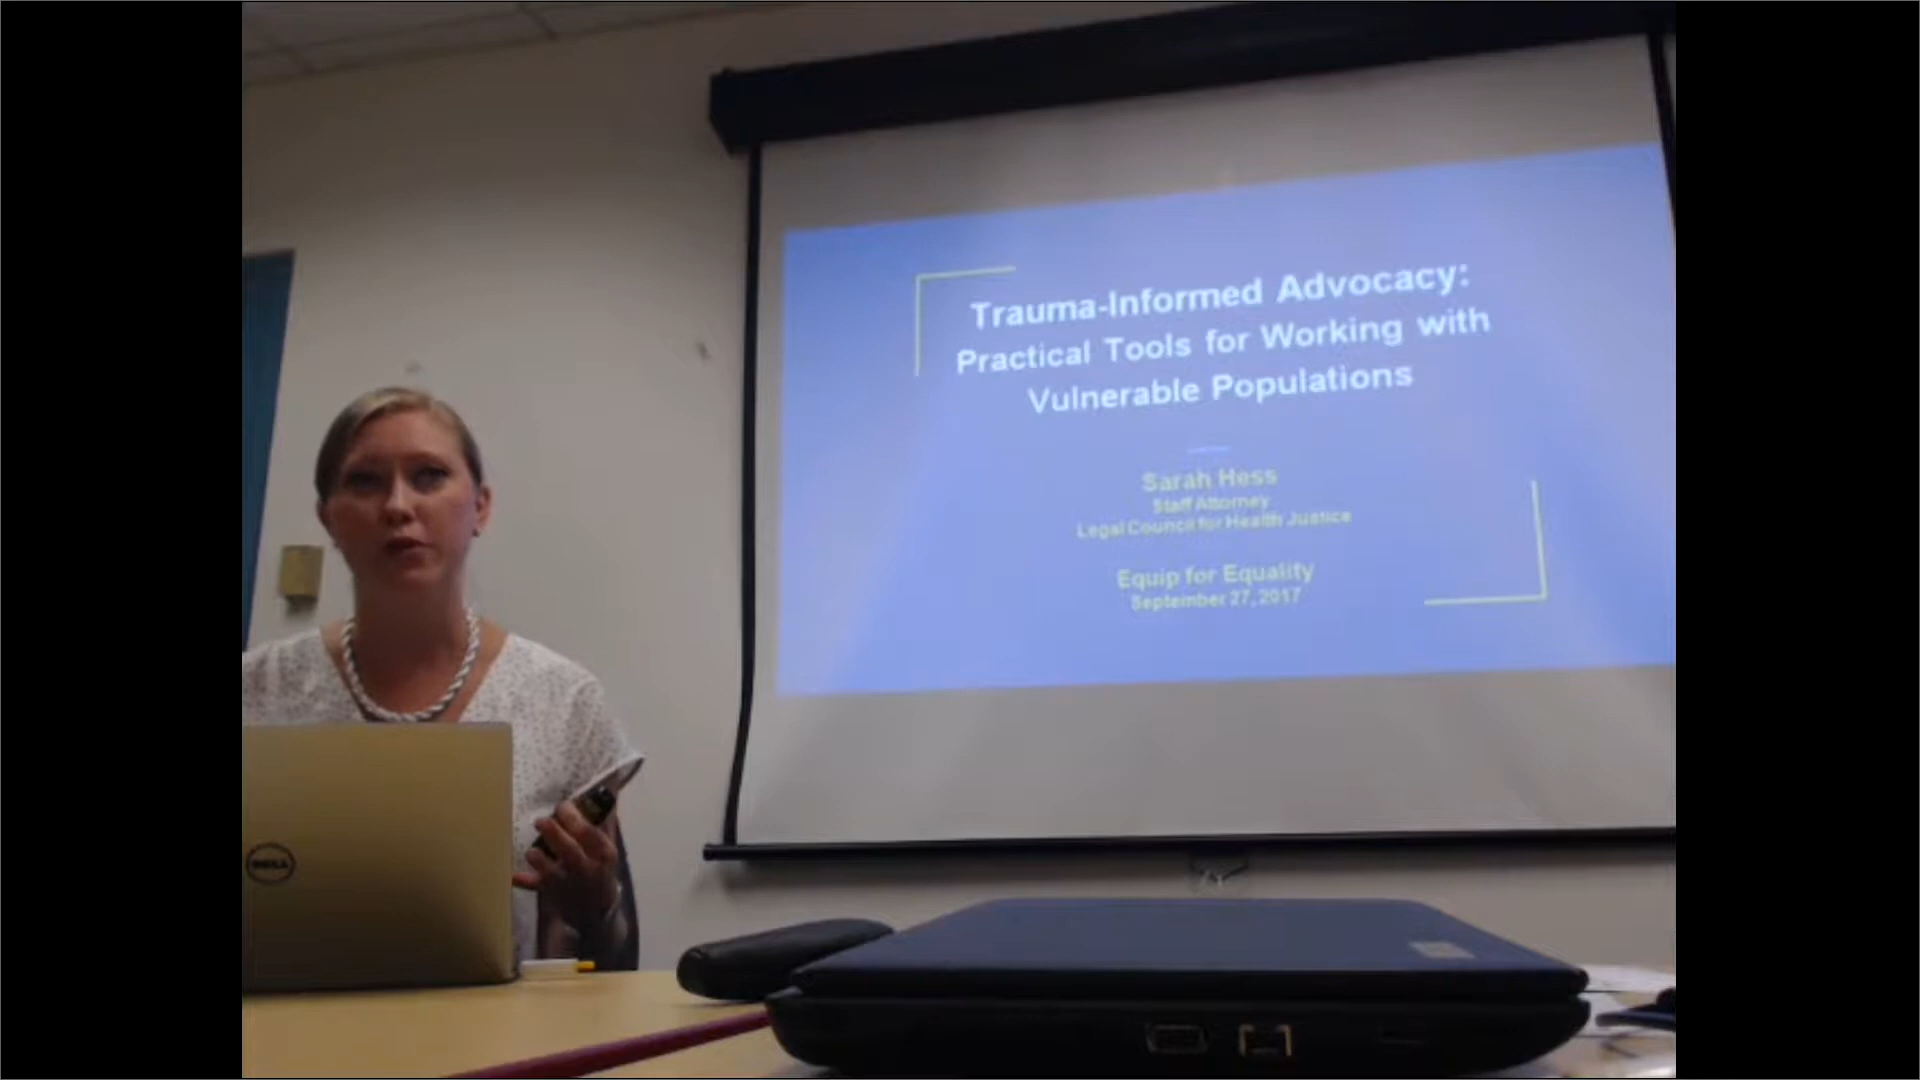 Trauma-Informed Advocacy:
Practical Tools for Working with
Vulnerable Populations
Sarah Hess
Staff Attorney
Legal Council for Health Justice
Equip for Equality
September 27, 2017
DELL